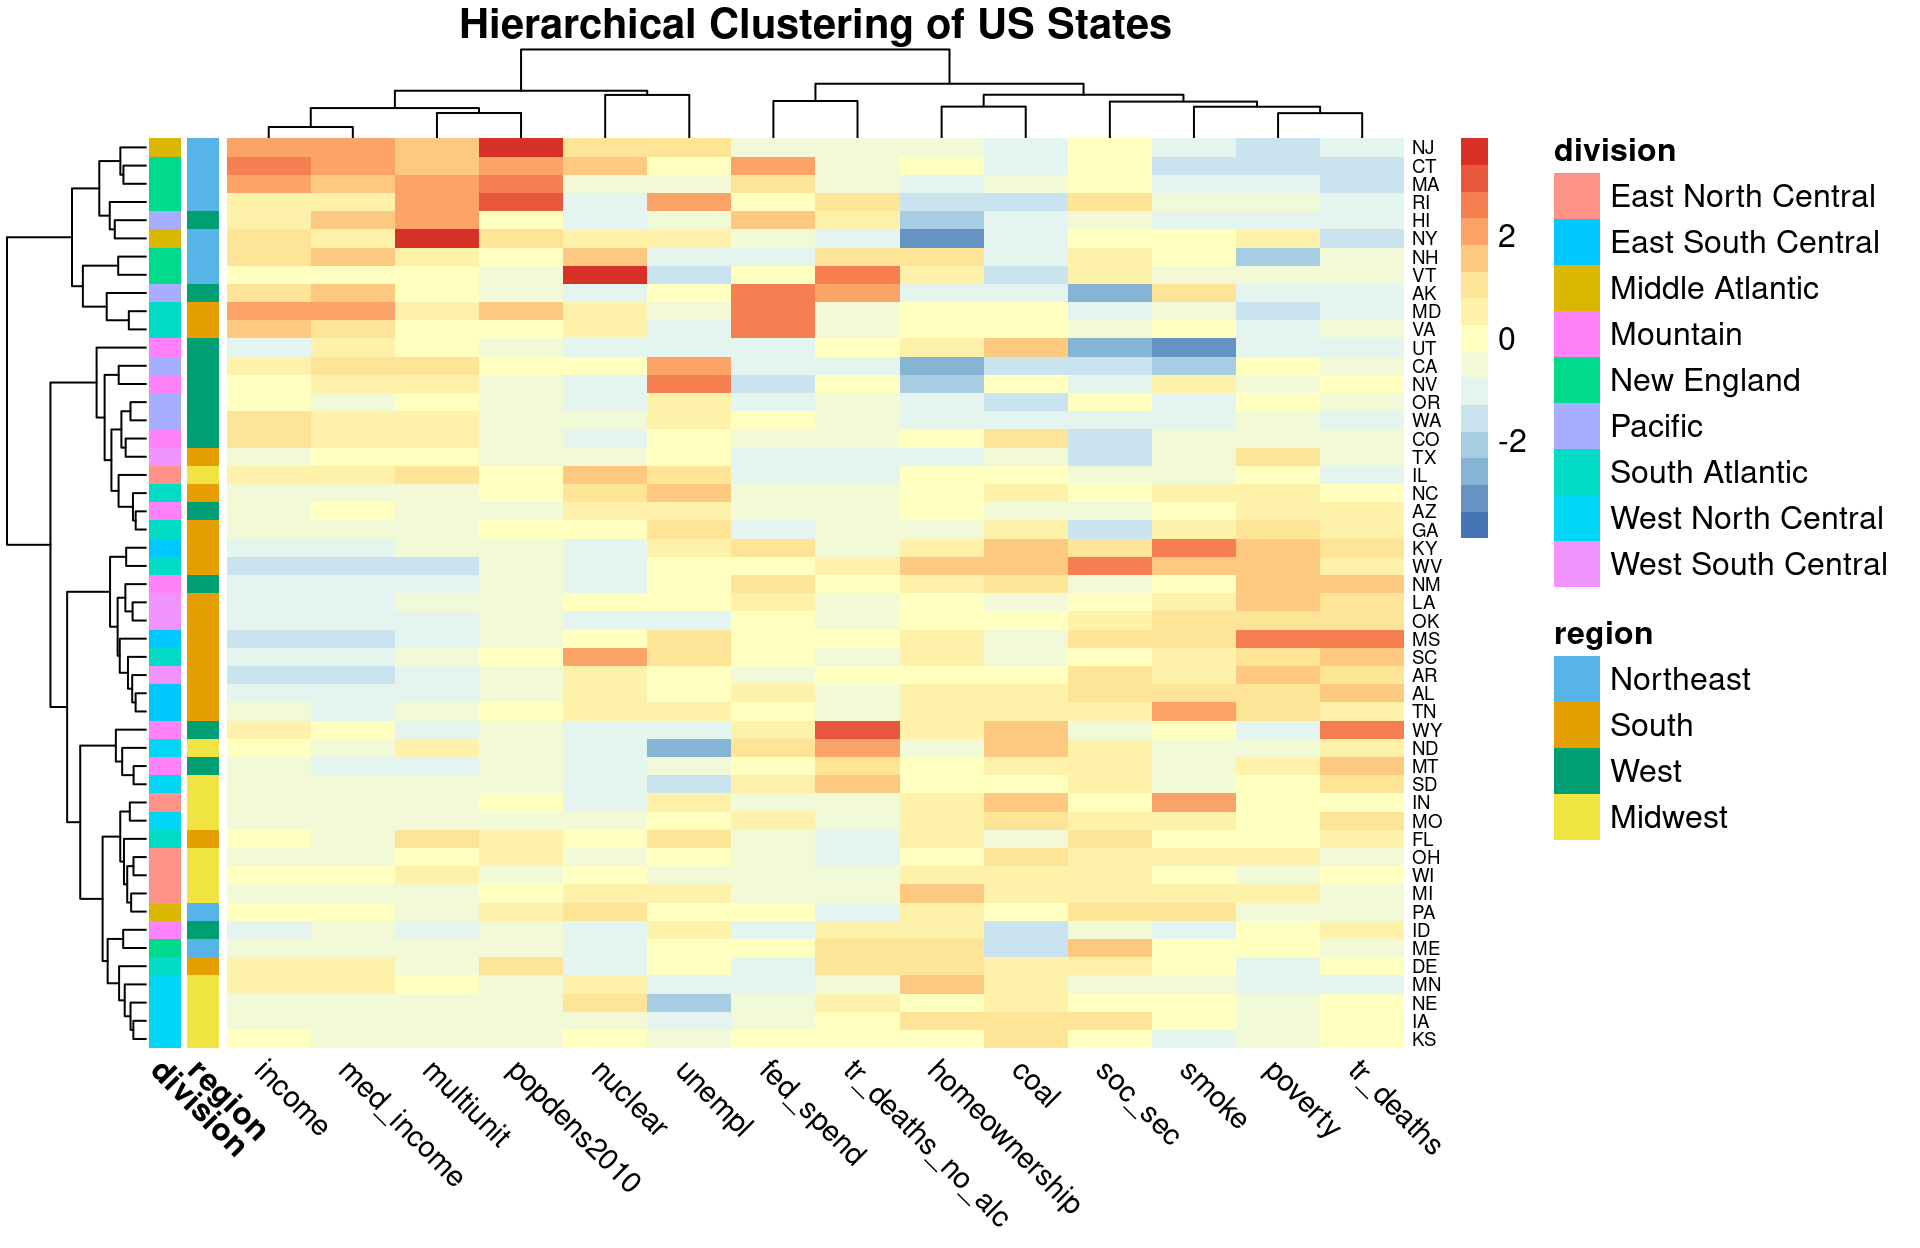 Hierarchical Clustering of US States
NJ
CT
MA
RI
HI
NY
NH
VT
AK
MD
VA
UT
CA
NV
OR
WA
CO
TX
IL
NC
AZ
GA
KY
WV
NM
LA
OK
MS
SC
AR
AL
TN
WY
ND
MT
SD
IN
MO
FL
OH
WI
MI
PA
ID
ME
DE
MN
NE
IA
KS
2
0
-2
division
East North Central
East South Central
Middle Atlantic
Mountain
New England
Pacific
South Atlantic
West North Central
West South Central
region
Northeast
South
West
Midwest
division
region
income
med_income
multiunit
popdens2010
nuclear
unempl
fed_spend
tr_deaths_no_alc
homeownership
coal
soc_sec
smoke
poverty
tr_deaths